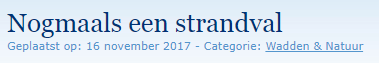 Nogmaals een strandval
Geplaatst op: 16 november 2017 - Categorie: Wadden & Natuur